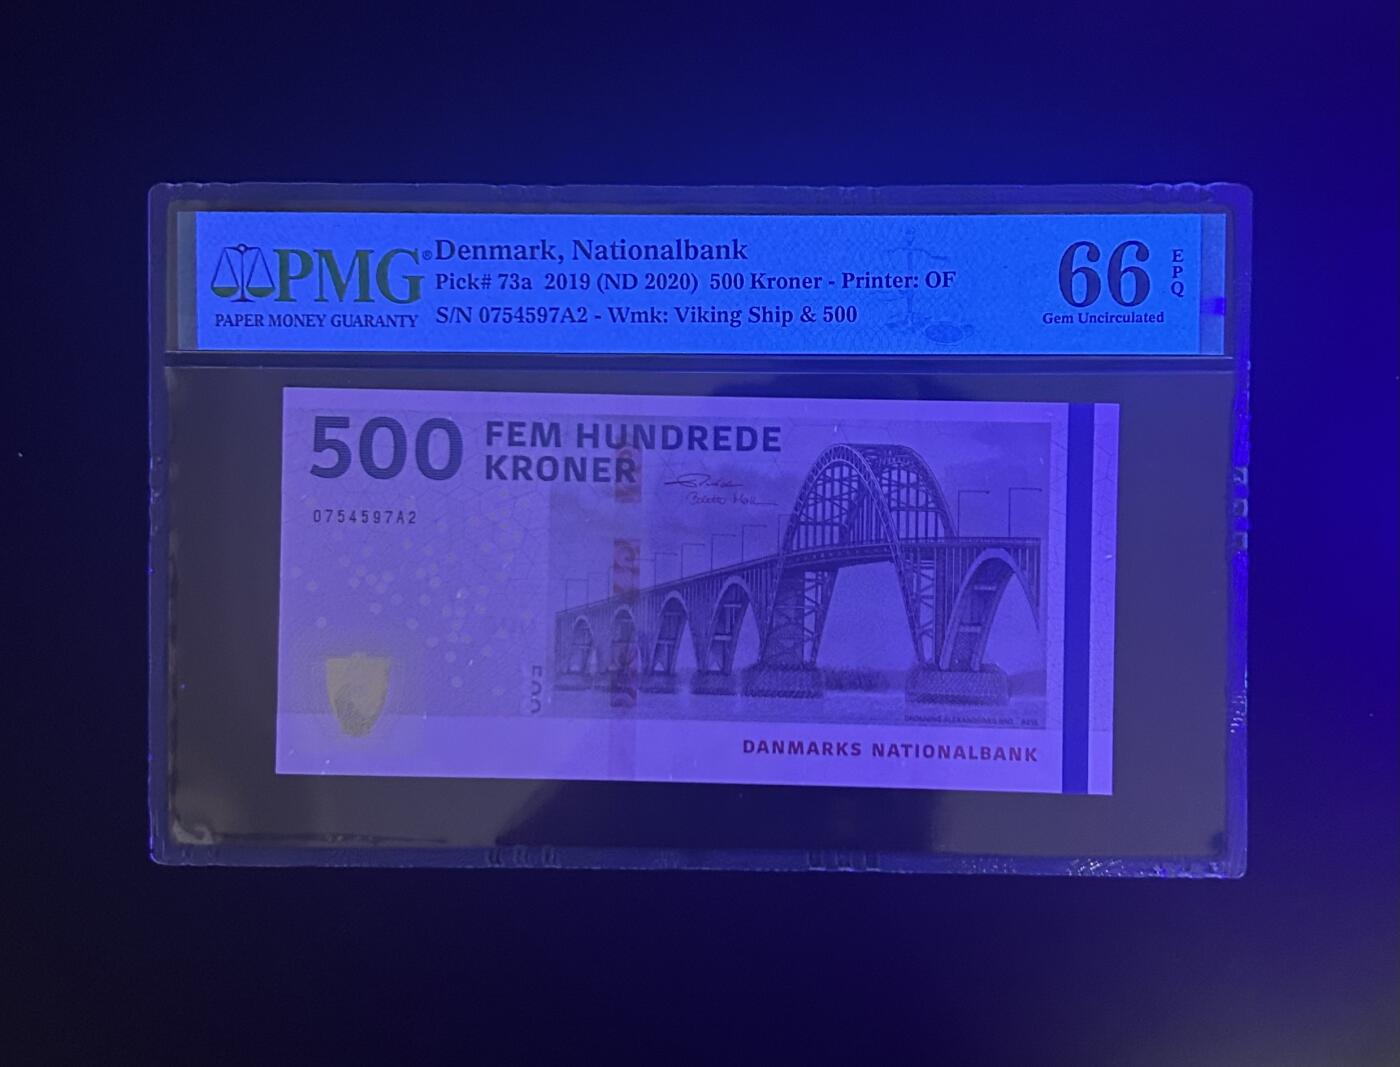 PMG®
PAPER MONEY GUARANTY
Denmark, Nationalbank
Pick# 73a 2019 (ND 2020) 500 Kroner - Printer: OF
S/N 0754597A2 - Wmk: Viking Ship & 500
66
EPQ
Gem Uncirculated
500
FEM HUNDREDE
KRONER
0754597A2
DANMARKS NATIONALBANK